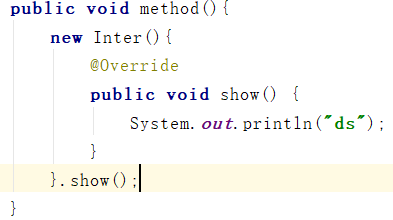 public void method(){
    new Inter(){
        @Override
        public void show() {
            System.out.println("ds");
        }
    }.show();
}